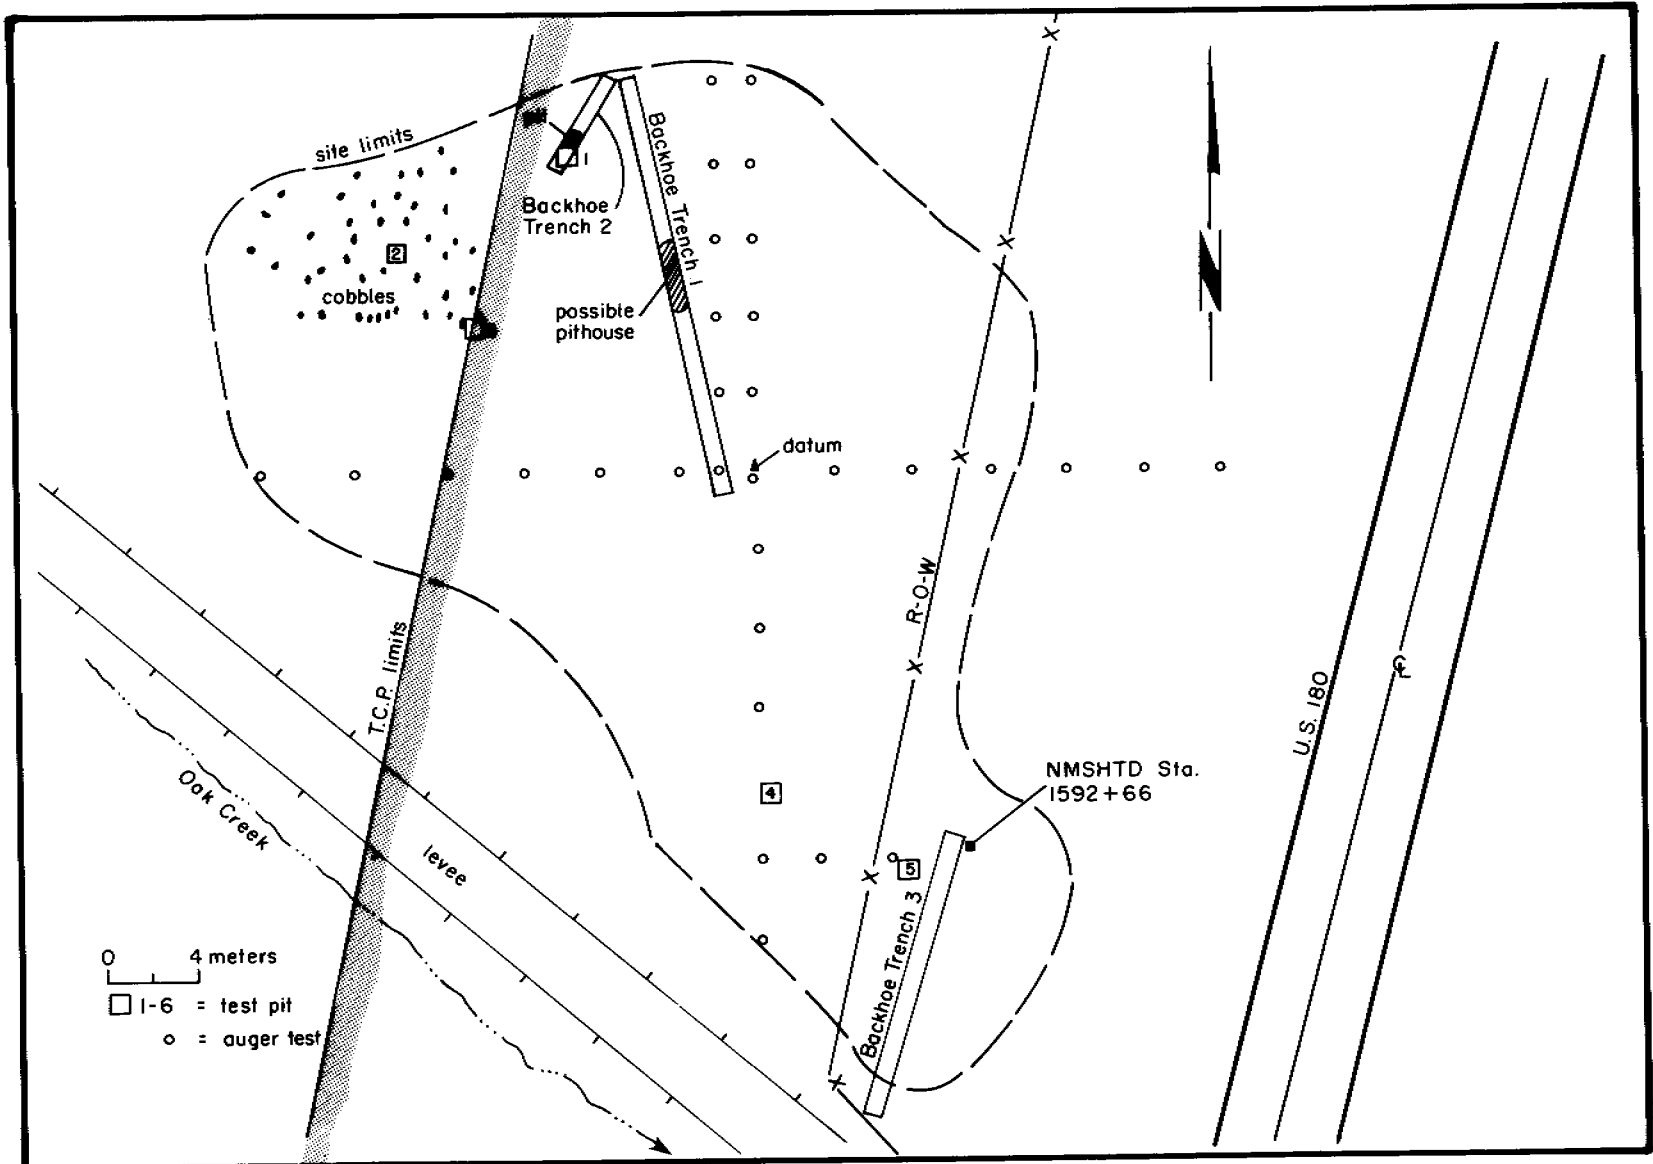 site limits
pit
1
Backhoe
Trench 2
Backhoe Trench 1
2
cobbles
possible
pithouse
N
datum
R-O-W
T.C.P. limits
U.S. 180
4
NMSHTD Sta.
1592+66
5
Backhoe Trench 3
Oak Creek
levee
0 4 meters
1-6 = test pit
= auger test